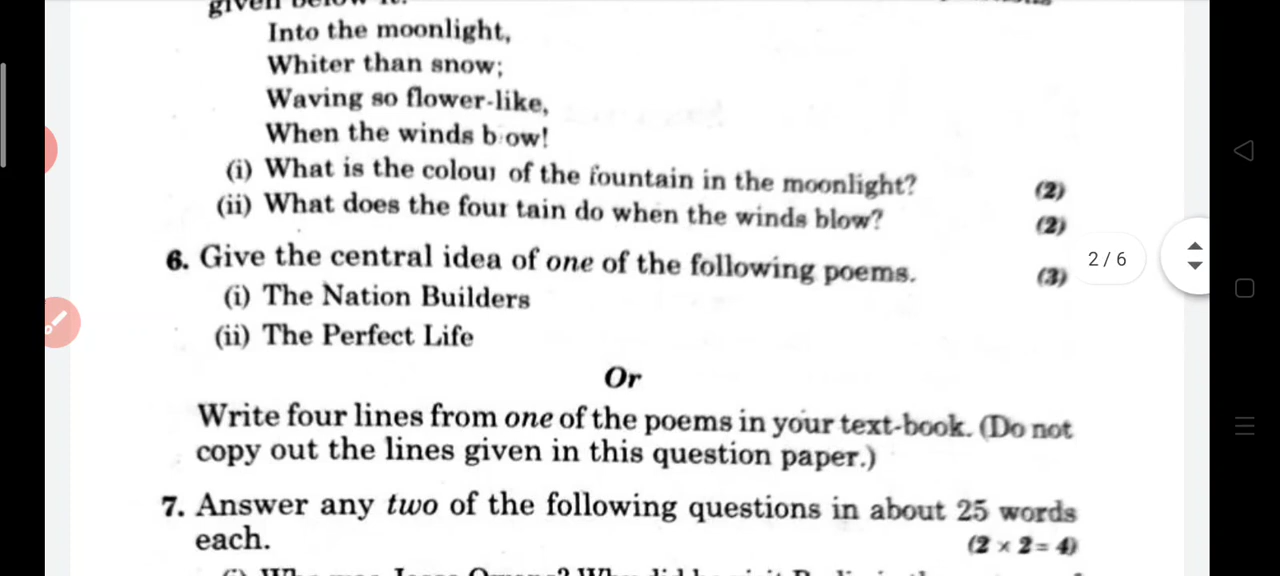 given below it.
Into the moonlight,
Whiter than snow;
Waving so flower-like,
When the winds b ow!
(i) What is the colour of the fountain in the moonlight? (2)
(ii) What does the four tain do when the winds blow? (2)
2 / 6
6. Give the central idea of one of the following poems. (3)
(i) The Nation Builders
(ii) The Perfect Life
Or
Write four lines from one of the poems in your text-book. (Do not
copy out the lines given in this question paper.)
7. Answer any two of the following questions in about 25 words
each. (2 × 2 = 4)